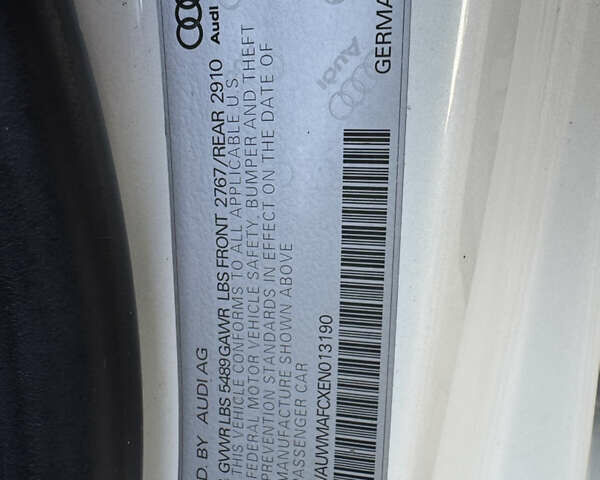 D. BY AUDI AG
GVWR LBS 5489 GAWR LBS FRONT 2767/REAR 2910
THIS VEHICLE CONFORMS TO ALL APPLICABLE U S
FEDERAL MOTOR VEHICLE SAFETY, BUMPER AND THEFT
PREVENTION STANDARDS IN EFFECT ON THE DATE OF
MANUFACTURE SHOWN ABOVE
PASSENGER CAR
WAUWMAFCXEN013190
Audi
Audi
GERMA